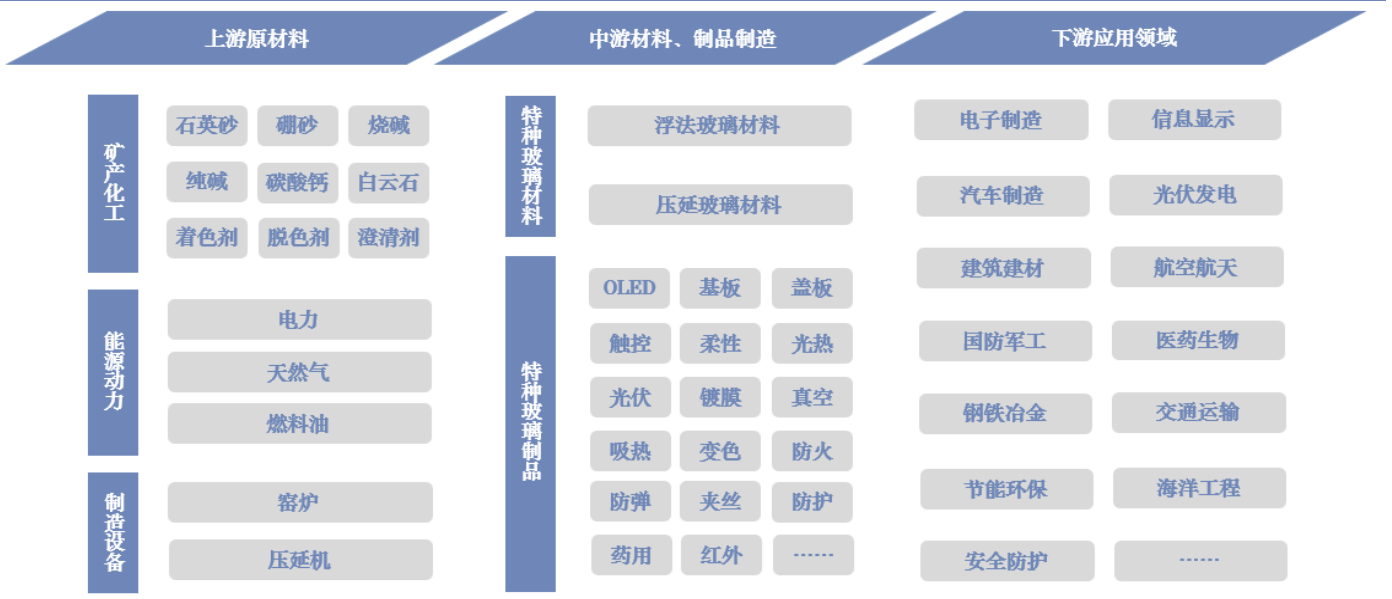 上游原材料
中游材料、制品制造
下游应用领域
矿产化工
石英砂
硼砂
烧碱
纯碱
碳酸钙
白云石
着色剂
脱色剂
澄清剂
能源动力
电力
天然气
燃料油
制造设备
窑炉
压延机
特种玻璃材料
浮法玻璃材料
压延玻璃材料
特种玻璃制品
OLED
基板
盖板
触控
柔性
光热
光伏
镀膜
真空
吸热
变色
防火
防弹
夹丝
防护
药用
红外
······
电子制造
信息显示
汽车制造
光伏发电
建筑建材
航空航天
国防军工
医药生物
钢铁冶金
交通运输
节能环保
海洋工程
安全防护
······